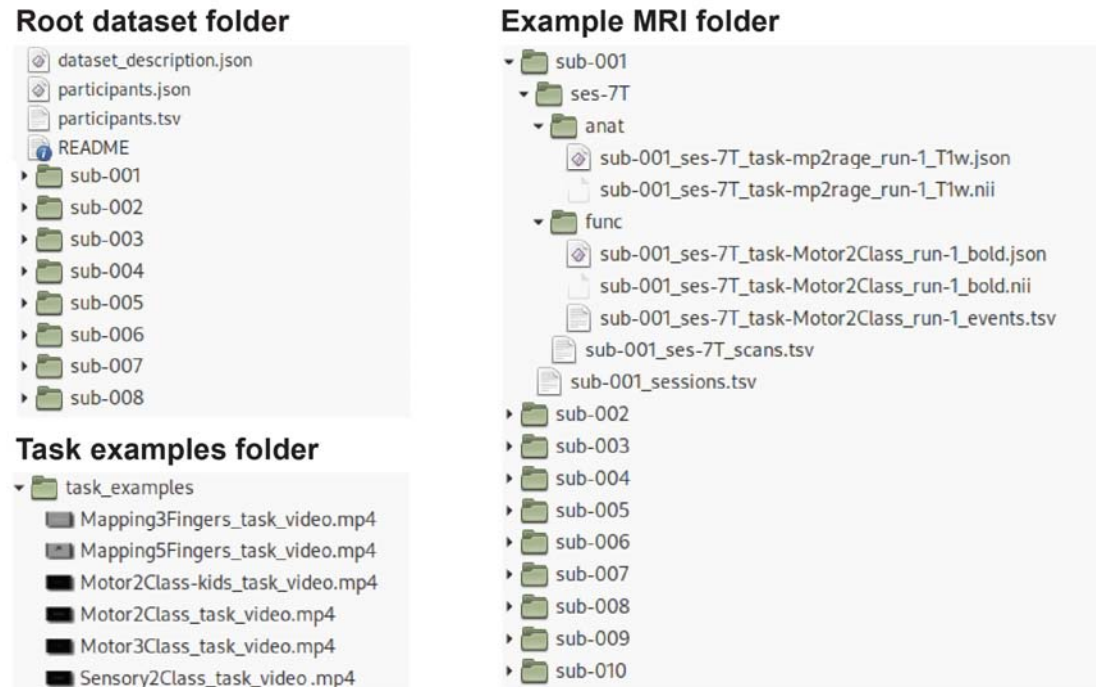 Root dataset folder
dataset_description.json
participants.json
participants.tsv
README
sub-001
sub-002
sub-003
sub-004
sub-005
sub-006
sub-007
sub-008
Task examples folder
task_examples
Mapping3Fingers_task_video.mp4
Mapping5Fingers_task_video.mp4
Motor2Class-kids_task_video.mp4
Motor2Class_task_video.mp4
Motor3Class_task_video.mp4
Sensory2Class_task_video .mp4
Example MRI folder
sub-001
ses-7T
anat
sub-001_ses-7T_task-mp2rage_run-1_T1w.json
sub-001_ses-7T_task-mp2rage_run-1_T1w.nii
func
sub-001_ses-7T_task-Motor2Class_run-1_bold.json
sub-001_ses-7T_task-Motor2Class_run-1_bold.nii
sub-001_ses-7T_task-Motor2Class_run-1_events.tsv
sub-001_ses-7T_scans.tsv
sub-001_sessions.tsv
sub-002
sub-003
sub-004
sub-005
sub-006
sub-007
sub-008
sub-009
sub-010